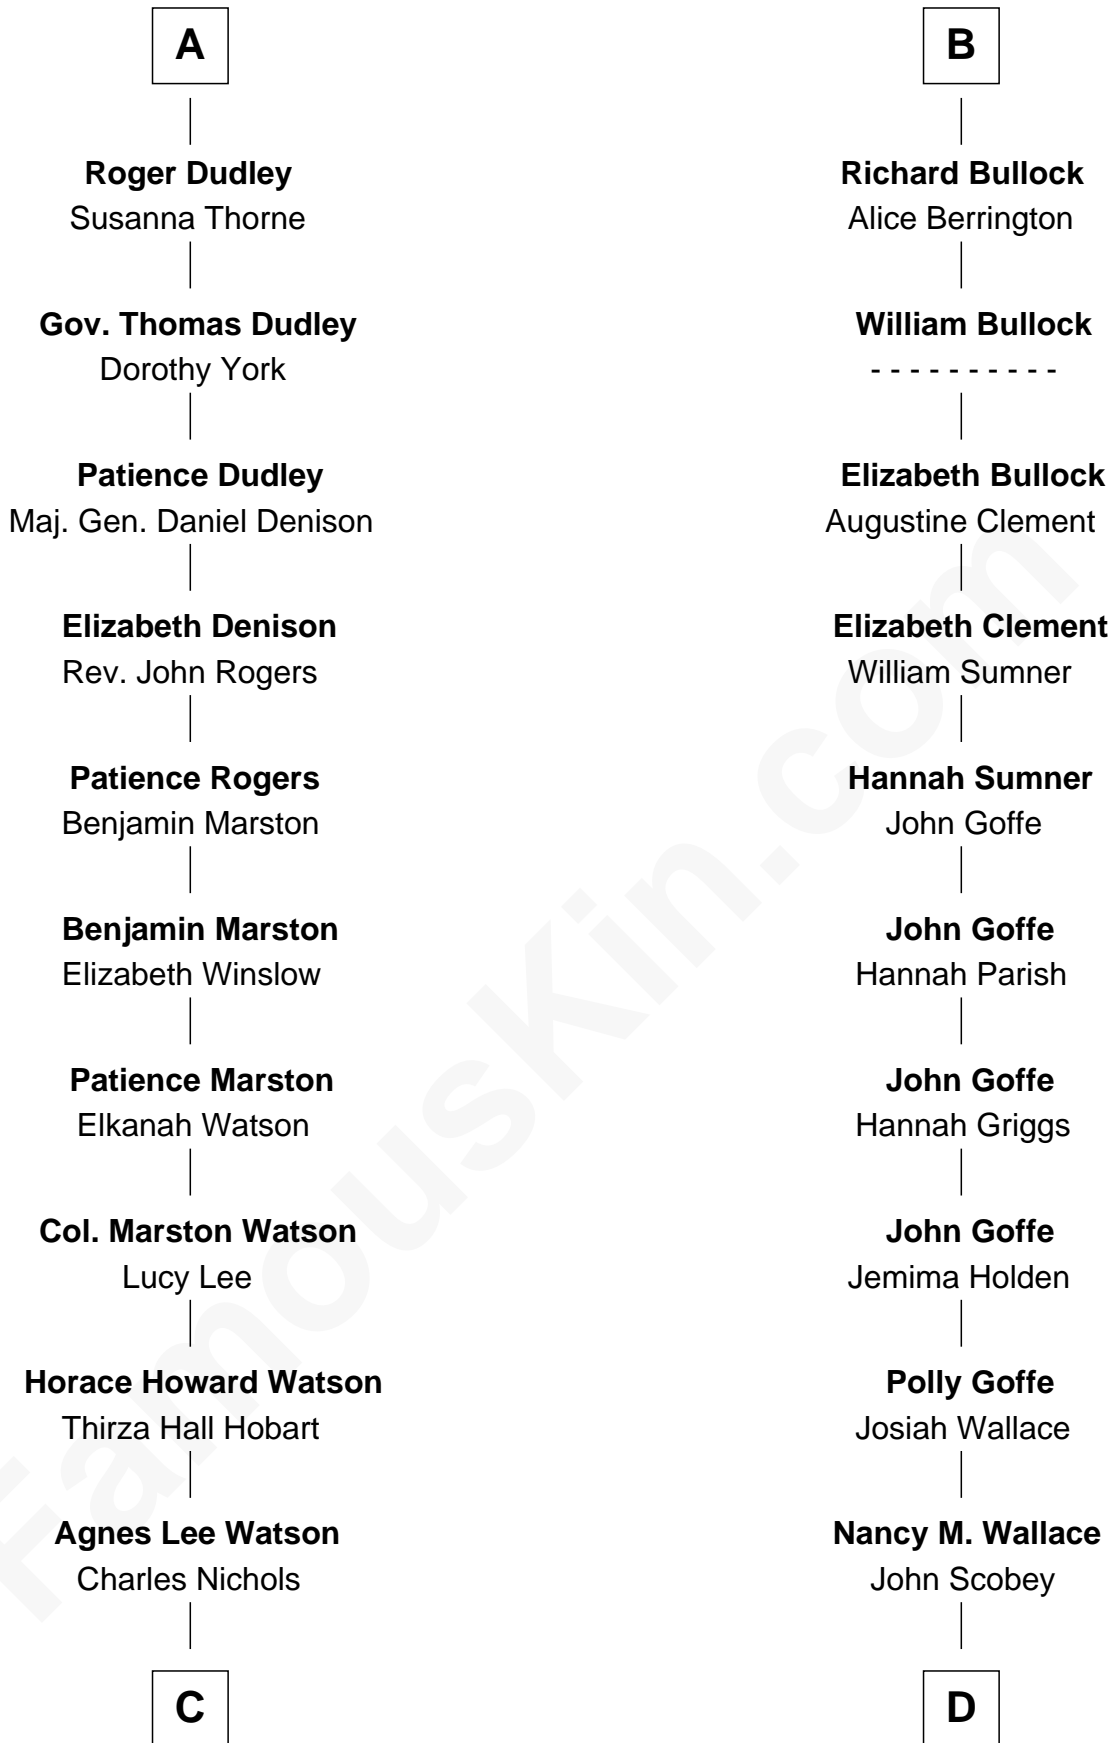 A
Roger Dudley
Susanna Thorne
Gov. Thomas Dudley
Dorothy York
Patience Dudley
Maj. Gen. Daniel Denison
Elizabeth Denison
Rev. John Rogers
Patience Rogers
Benjamin Marston
Benjamin Marston
Elizabeth Winslow
Patience Marston
Elkanah Watson
Col. Marston Watson
Lucy Lee
Horace Howard Watson
Thirza Hall Hobart
Agnes Lee Watson
Charles Nichols
C
B
Richard Bullock
Alice Berrington
William Bullock
- - - - - - - - - -
Elizabeth Bullock
Augustine Clement
Elizabeth Clement
William Sumner
Hannah Sumner
John Goffe
John Goffe
Hannah Parish
John Goffe
Hannah Griggs
John Goffe
Jemima Holden
Polly Goffe
Josiah Wallace
Nancy M. Wallace
John Scobey
D
FamousKin.com